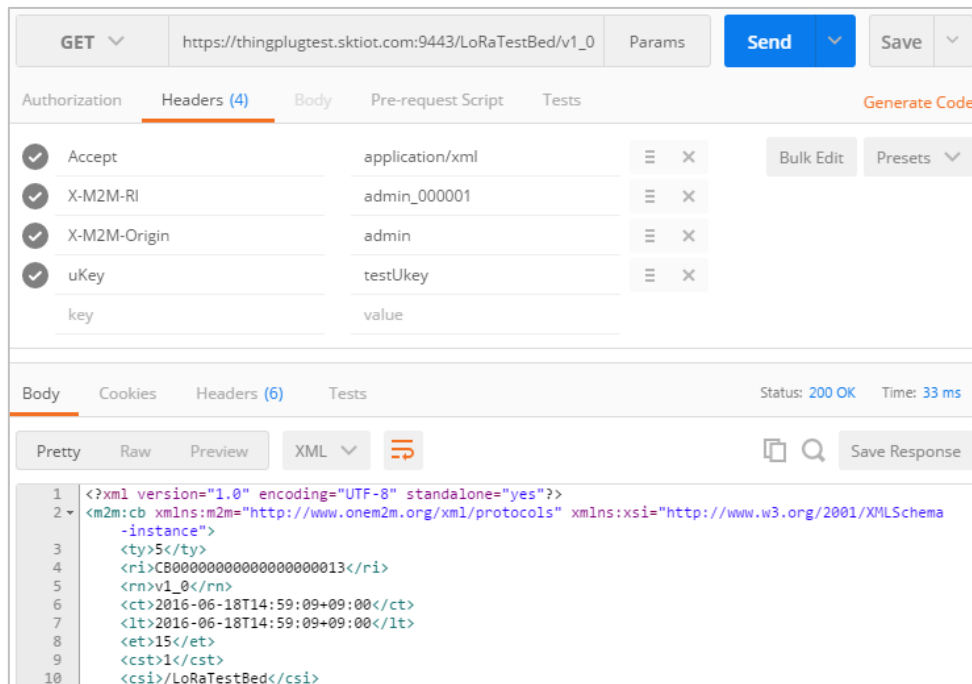 GET https://thingplugtest.sktiot.com:9443/LoRaTestBed/v1_0 Params Send Save
Authorization Headers (4) Body Pre-request Script Tests Generate Code
Accept application/xml Bulk Edit Presets
X-M2M-RI admin_000001
X-M2M-Origin admin
uKey testUkey
key value
Body Cookies Headers (6) Tests Status: 200 OK Time: 33 ms
Pretty Raw Preview XML Save Response
1 <?xml version="1.0" encoding="UTF-8" standalone="yes"?>
2 <m2m:cb xmlns:m2m="http://www.onem2m.org/xml/protocols" xmlns:xsi="http://www.w3.org/2001/XMLSchema
-instance">
3 <ty>5</ty>
4 <ri>CB00000000000000000013</ri>
5 <rn>v1_0</rn>
6 <ct>2016-06-18T14:59:09+09:00</ct>
7 <lt>2016-06-18T14:59:09+09:00</lt>
8 <et>15</et>
9 <cst>1</cst>
10 <csi>/LoRaTestBed</csi>